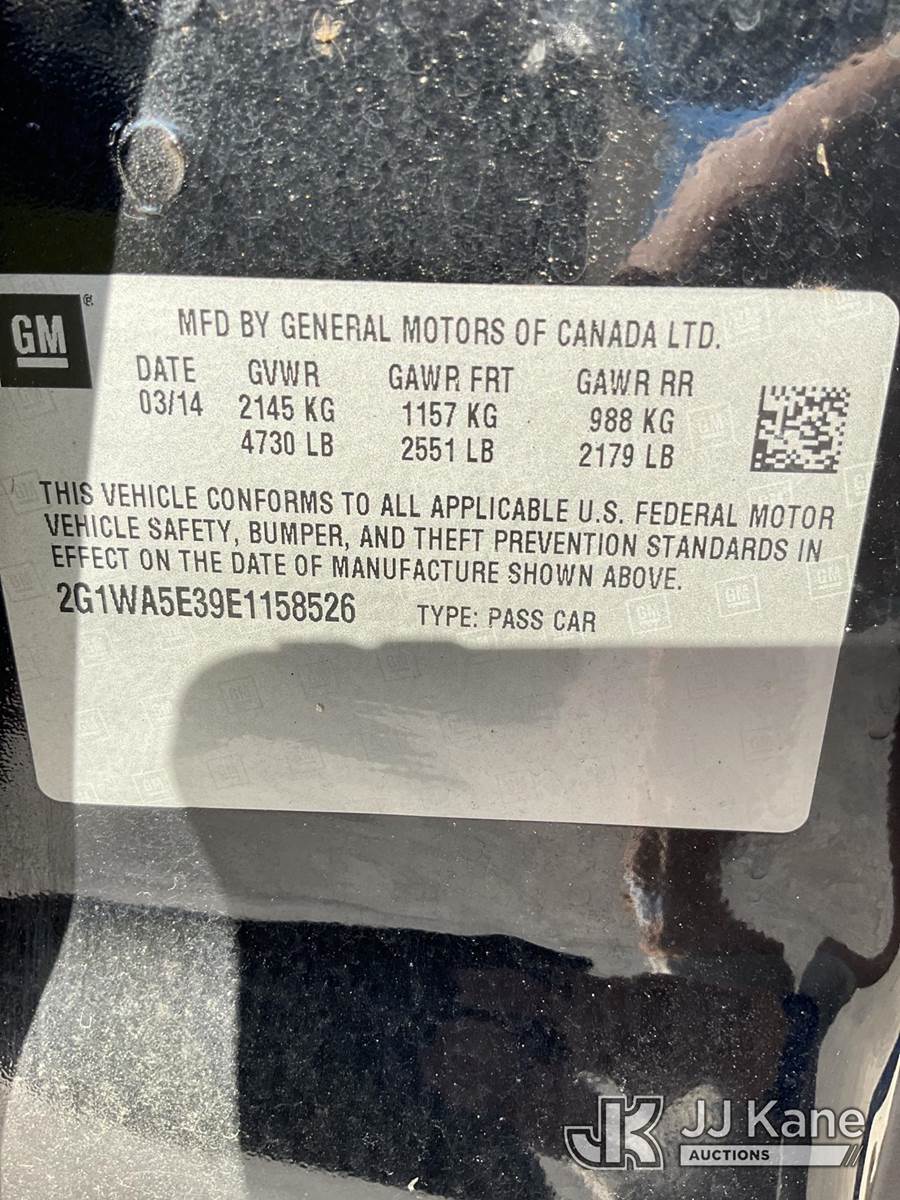 GM®
MFD BY GENERAL MOTORS OF CANADA LTD.
DATE GVWR GAWR FRT GAWR RR
03/14 2145 KG 1157 KG 988 KG
4730 LB 2551 LB 2179 LB
THIS VEHICLE CONFORMS TO ALL APPLICABLE U.S. FEDERAL MOTOR
VEHICLE SAFETY, BUMPER, AND THEFT PREVENTION STANDARDS IN
EFFECT ON THE DATE OF MANUFACTURE SHOWN ABOVE.
2G1WA5E39E1158526 TYPE: PASS CAR
JK JJ Kane
AUCTIONS